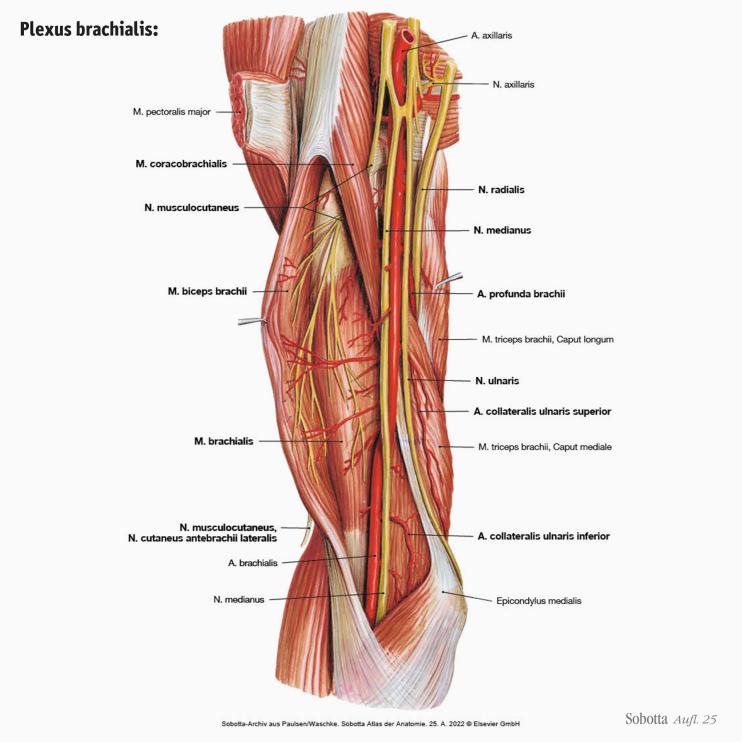 Plexus brachialis:
A. axillaris
N. axillaris
M. pectoralis major
M. coracobrachialis
N. radialis
N. musculocutaneus
N. medianus
M. biceps brachii
A. profunda brachii
M. triceps brachii, Caput longum
N. ulnaris
A. collateralis ulnaris superior
M. brachialis
M. triceps brachii, Caput mediale
N. musculocutaneus,
N. cutaneus antebrachii lateralis
A. collateralis ulnaris inferior
A. brachialis
N. medianus
Epicondylus medialis
Sobotta-Archiv aus Paulsen/Waschke. Sobotta Atlas der Anatomie. 25. A. 2022 © Elsevier GmbH
Sobotta Aufl. 25